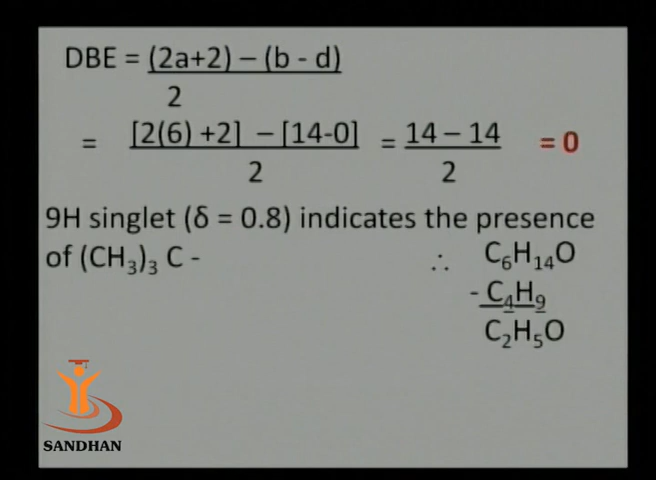 DBE = (2a+2) – (b - d)
2
= [2(6) +2] – [14-0] = 14 – 14 = 0
2 2
9H singlet (δ = 0.8) indicates the presence
of (CH₃)₃ C - ∴ C₆H₁₄O
- C₄H₉
C₂H₅O
SANDHAN